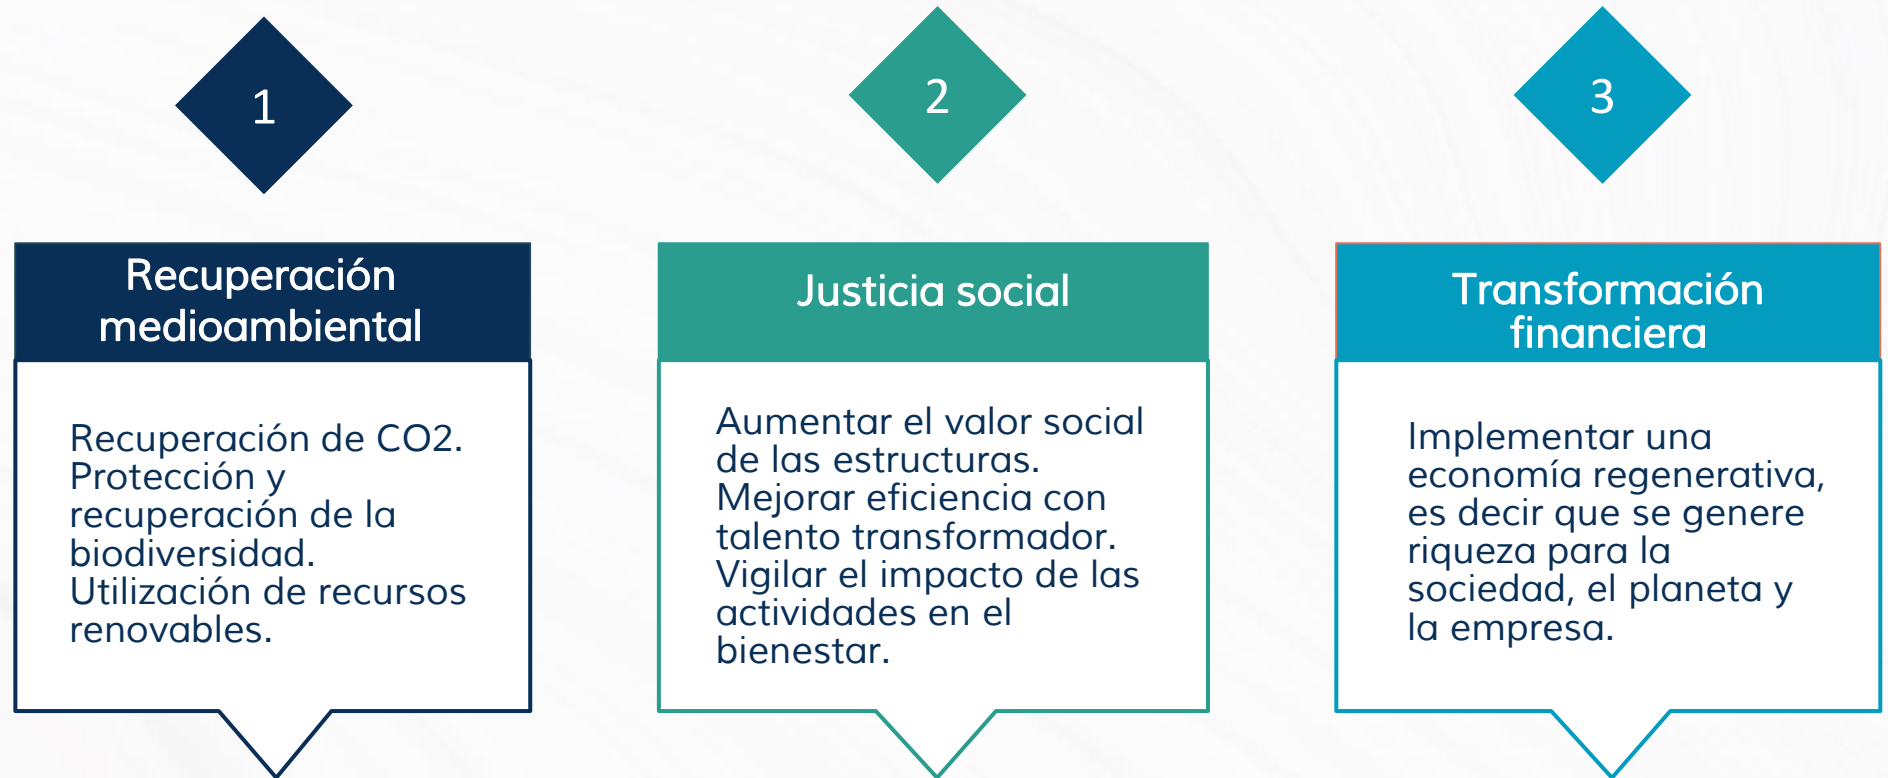 1
Recuperación
medioambiental
Recuperación de CO2.
Protección y
recuperación de la
biodiversidad.
Utilización de recursos
renovables.
2
Justicia social
Aumentar el valor social
de las estructuras.
Mejorar eficiencia con
talento transformador.
Vigilar el impacto de las
actividades en el
bienestar.
3
Transformación
financiera
Implementar una
economía regenerativa,
es decir que se genere
riqueza para la
sociedad, el planeta y
la empresa.